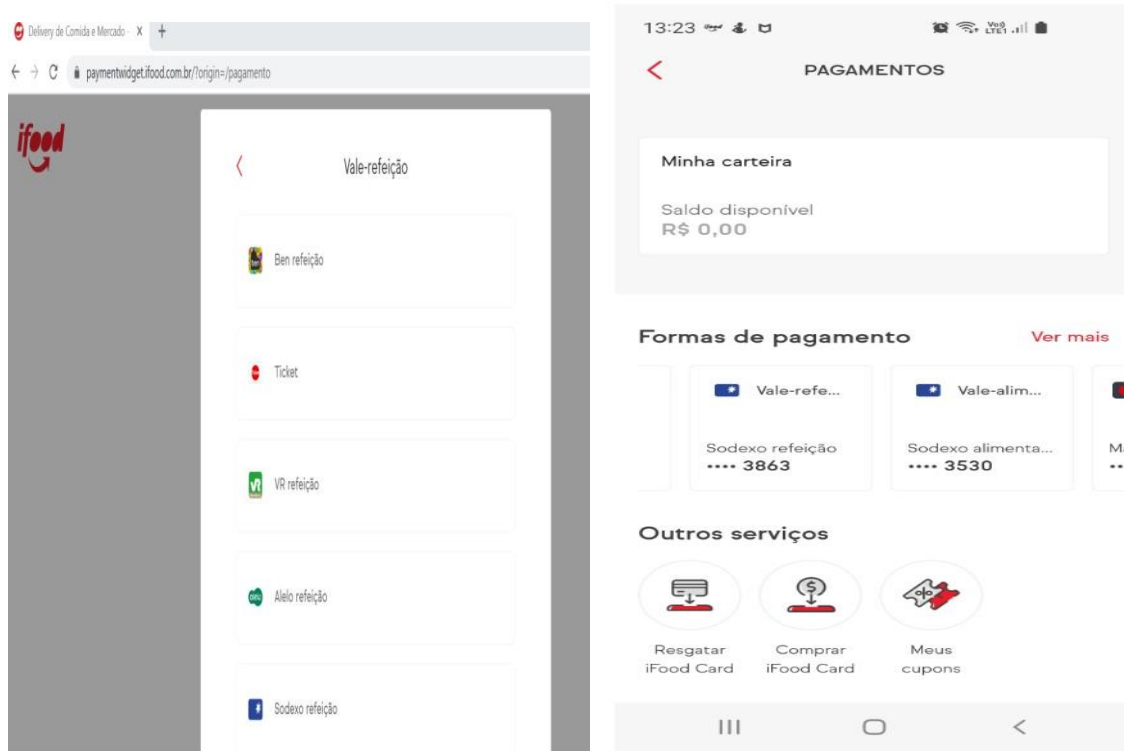 Delivery de Comida e Mercado X +
paymentwidget.ifood.com.br/?origin=/pagamento
ifood
Vale-refeição
Ben refeição
Ticket
VR refeição
Alelo refeição
Sodexo refeição
13:23
PAGAMENTOS
Minha carteira
Saldo disponível
R$ 0,00
Formas de pagamento Ver mais
Vale-refe... Vale-alim...
Sodexo refeição Sodexo alimenta...
•••• 3863 •••• 3530
Outros serviços
Resgatar Comprar Meus
iFood Card iFood Card cupons